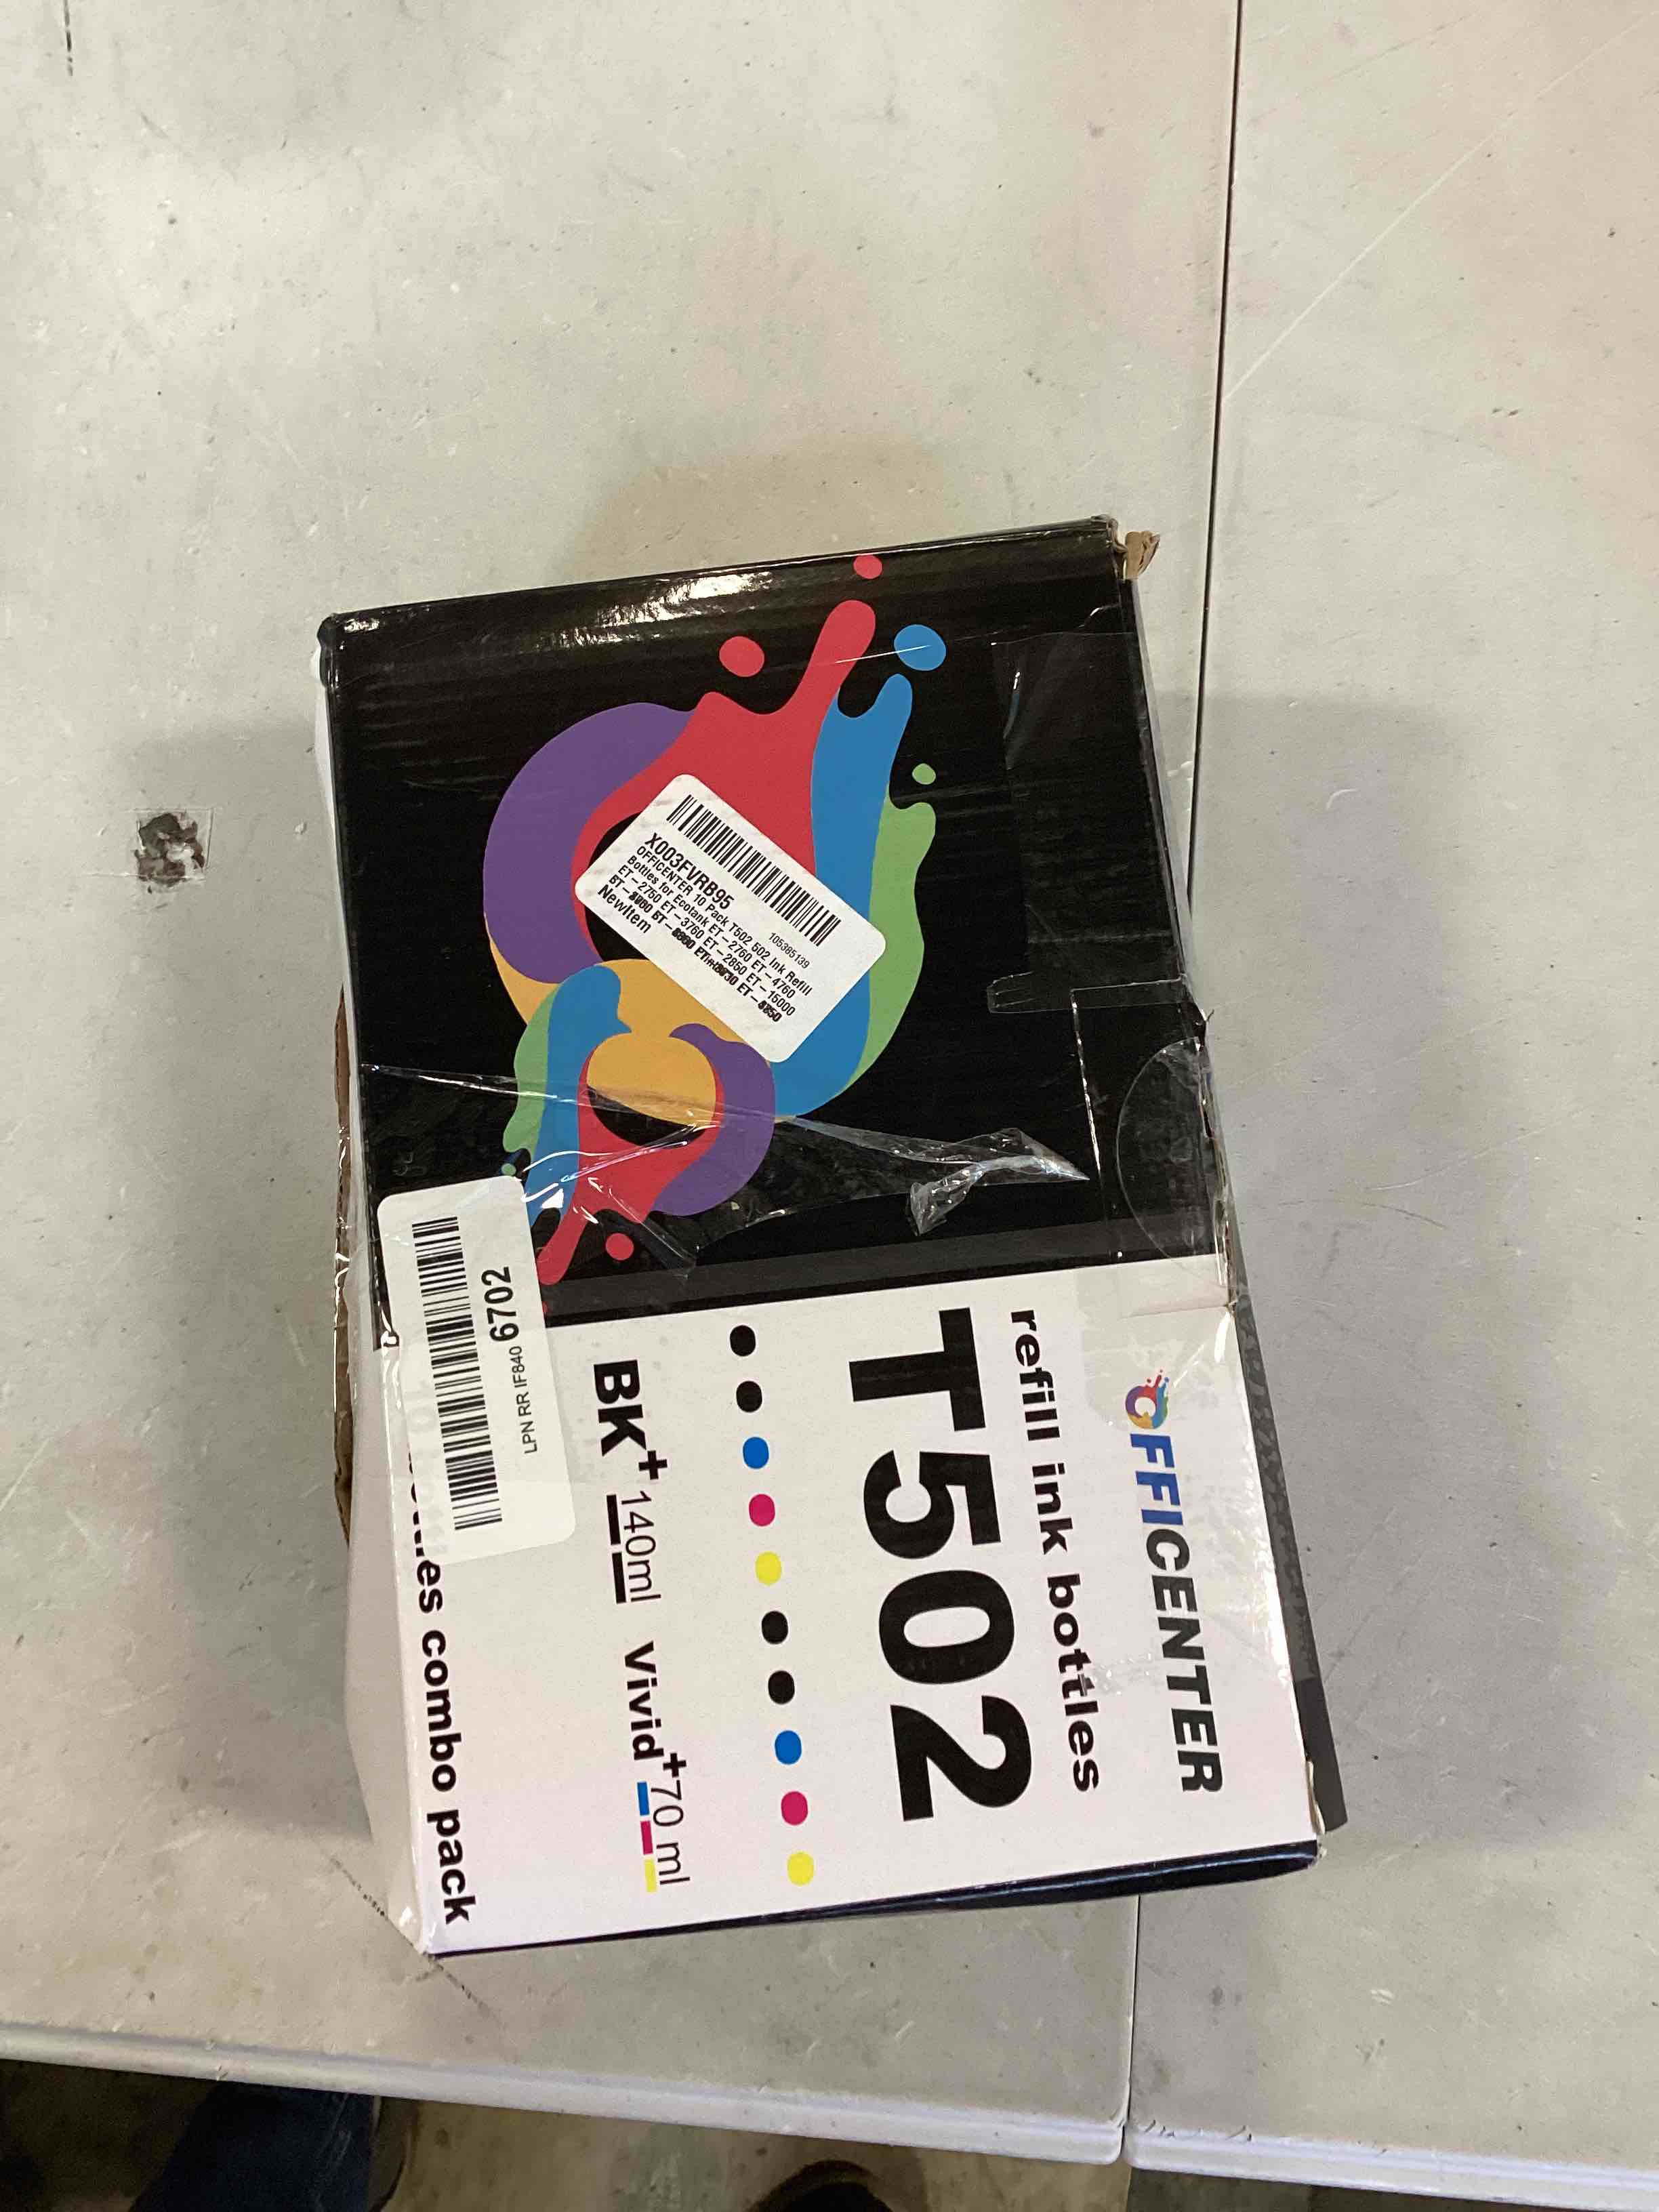 X003FVRB95
105385139
OFFICENTER 10 Pack T502 502 Ink Refill
Bottles for Ecotank ET-2760 ET-4760
ET-2750 ET-3760 ET-2850 ET-15000
NewItem
OFFICENTER
refill ink bottles
T502
BK+ 140ml Vivid+ 70 ml
combo pack
LPN RR IF840 6702